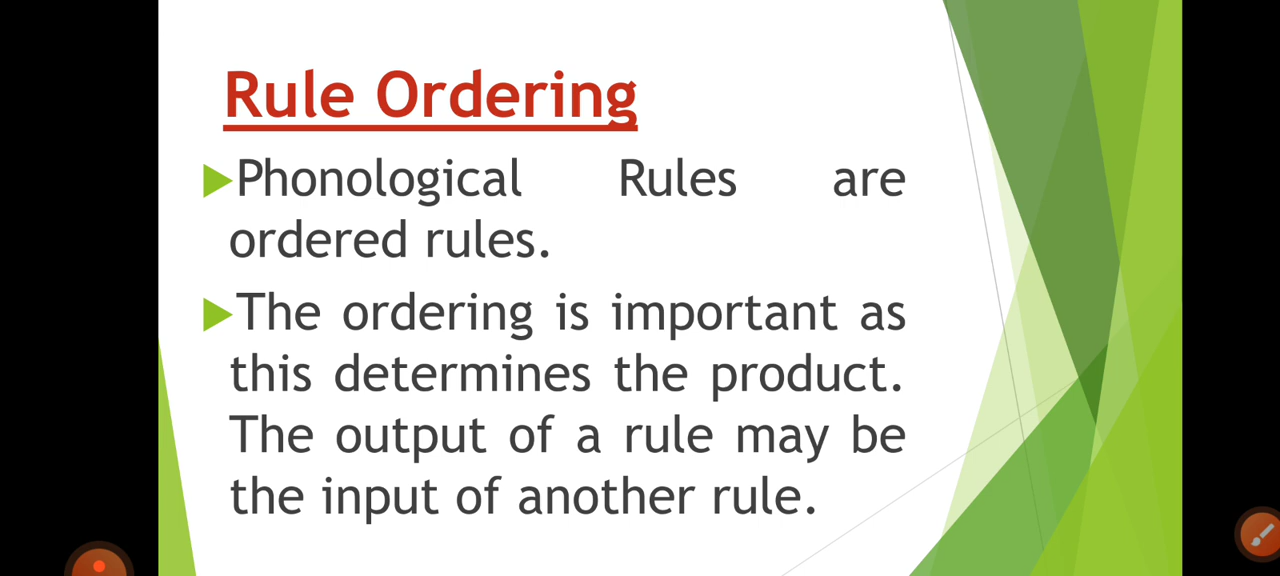 Rule Ordering
Phonological Rules are
ordered rules.
The ordering is important as
this determines the product.
The output of a rule may be
the input of another rule.